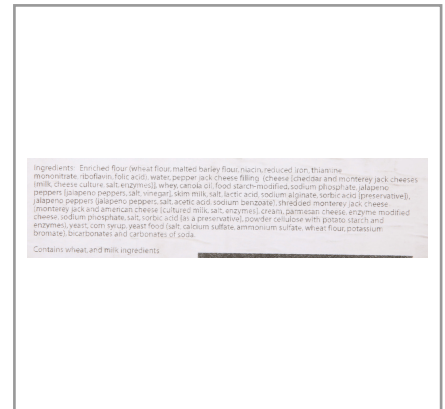 Ingredients: Enriched flour (wheat flour, malted barley flour, niacin, reduced iron, thiamine
mononitrate, riboflavin, folic acid), water, pepper jack cheese filling {cheese [cheddar and monterey jack cheeses
(milk, cheese culture, salt, enzymes)], whey, canola oil, food starch-modified, sodium phosphate, jalapeno
peppers [jalapeno peppers, salt, vinegar], skim milk, salt, lactic acid, sodium alginate, sorbic acid [preservative]},
jalapeno peppers (jalapeno peppers, salt, acetic acid, sodium benzoate), shredded monterey jack cheese
(monterey jack and american cheese [cultured milk, salt, enzymes], cream, parmesan cheese, enzyme modified
cheese, sodium phosphate, salt, sorbic acid [as a preservative], powder cellulose with potato starch and
enzymes), yeast, corn syrup, yeast food (salt, calcium sulfate, ammonium sulfate, wheat flour, potassium
bromate), bicarbonates and carbonates of soda.
Contains wheat, and milk ingredients